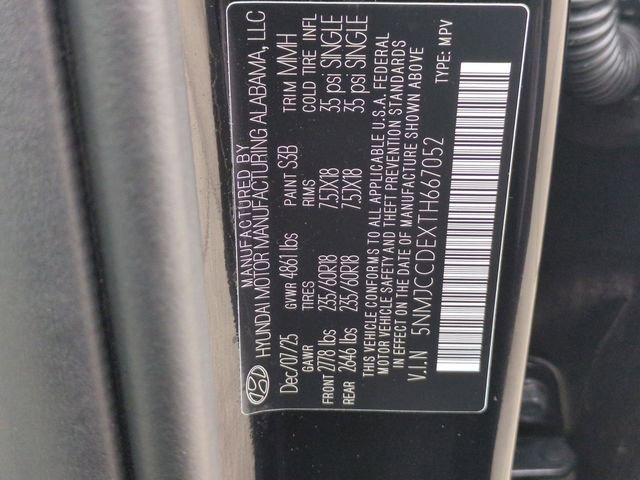 MANUFACTURED BY
HYUNDAI MOTOR MANUFACTURING ALABAMA, LLC
Dec/07/25 GVWR 4861 lbs PAINT S3B TRIM MMH
GAWR TIRES RIMS COLD TIRE INFL
FRONT 2778 lbs 235/60R18 7.5JX18 35 psi SINGLE
REAR 2646 lbs 235/60R18 7.5JX18 35 psi SINGLE
THIS VEHICLE CONFORMS TO ALL APPLICABLE U.S.A. FEDERAL
MOTOR VEHICLE SAFETY AND THEFT PREVENTION STANDARDS
IN EFFECT ON THE DATE OF MANUFACTURE SHOWN ABOVE
V.I.N 5NMJCCDEXTH667052 TYPE: MPV